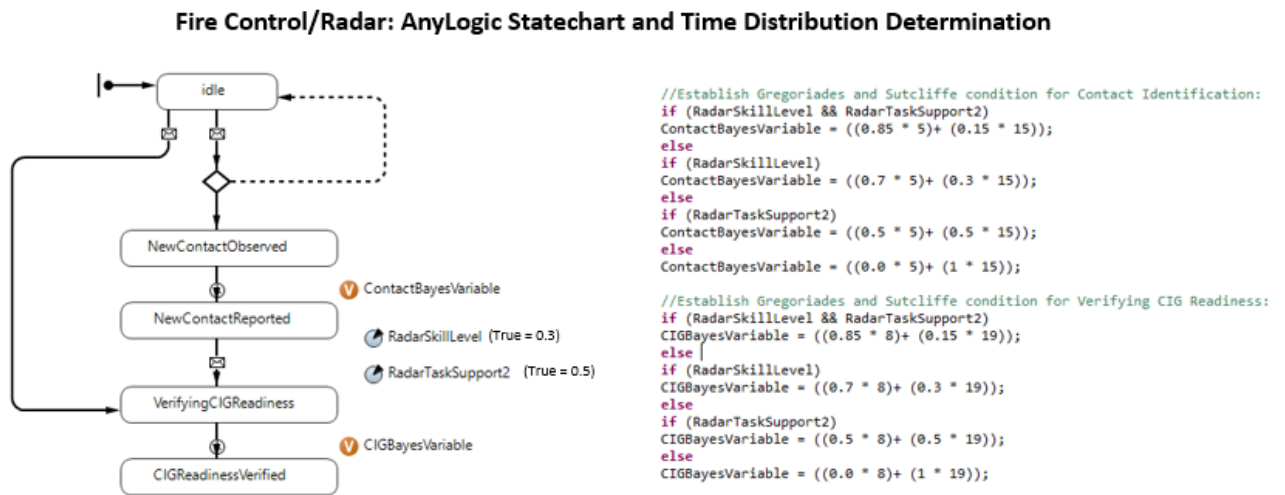 Fire Control/Radar: AnyLogic Statechart and Time Distribution Determination
idle
NewContactObserved
ContactBayesVariable
NewContactReported
RadarSkillLevel (True = 0.3)
RadarTaskSupport2 (True = 0.5)
VerifyingCIGReadiness
CIGBayesVariable
CIGReadinessVerified
//Establish Gregoriades and Sutcliffe condition for Contact Identification:
if (RadarSkillLevel && RadarTaskSupport2)
ContactBayesVariable = ((0.85 * 5)+ (0.15 * 15));
else
if (RadarSkillLevel)
ContactBayesVariable = ((0.7 * 5)+ (0.3 * 15));
else
if (RadarTaskSupport2)
ContactBayesVariable = ((0.5 * 5)+ (0.5 * 15));
else
ContactBayesVariable = ((0.0 * 5)+ (1 * 15));
//Establish Gregoriades and Sutcliffe condition for Verifying CIG Readiness:
if (RadarSkillLevel && RadarTaskSupport2)
CIGBayesVariable = ((0.85 * 8)+ (0.15 * 19));
else
if (RadarSkillLevel)
CIGBayesVariable = ((0.7 * 8)+ (0.3 * 19));
else
if (RadarTaskSupport2)
CIGBayesVariable = ((0.5 * 8)+ (0.5 * 19));
else
CIGBayesVariable = ((0.0 * 8)+ (1 * 19));
V
V